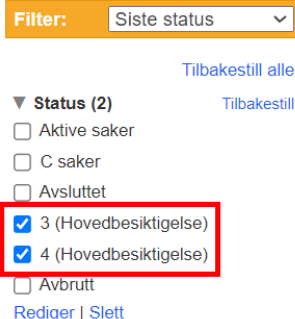 Filter: Siste status
Tilbakestill alle
▼ Status (2) Tilbakestill
Aktive saker
C saker
Avsluttet
3 (Hovedbesiktigelse)
4 (Hovedbesiktigelse)
Avbrutt
Rediger | Slett